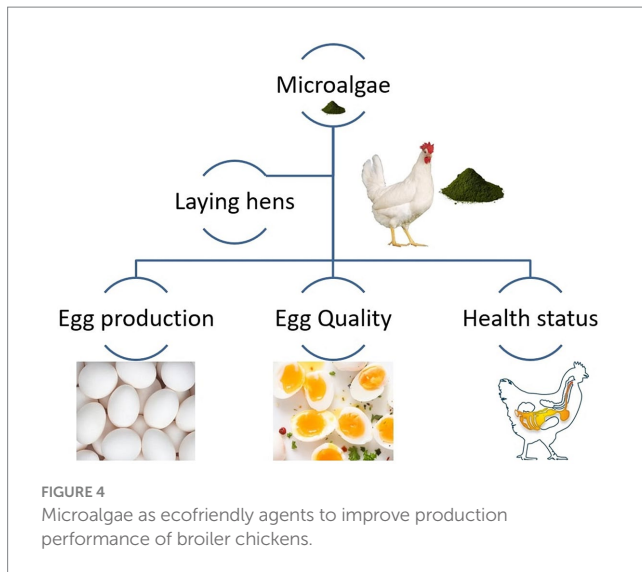 Microalgae
Laying hens
Egg production
Egg Quality
Health status
FIGURE 4
Microalgae as ecofriendly agents to improve production
performance of broiler chickens.